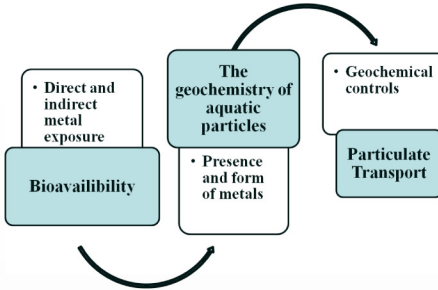 • Direct and
indirect
metal
exposure
Bioavailibility
The
geochemistry of
aquatic
particles
• Presence
and form
of metals
• Geochemical
controls
Particulate
Transport